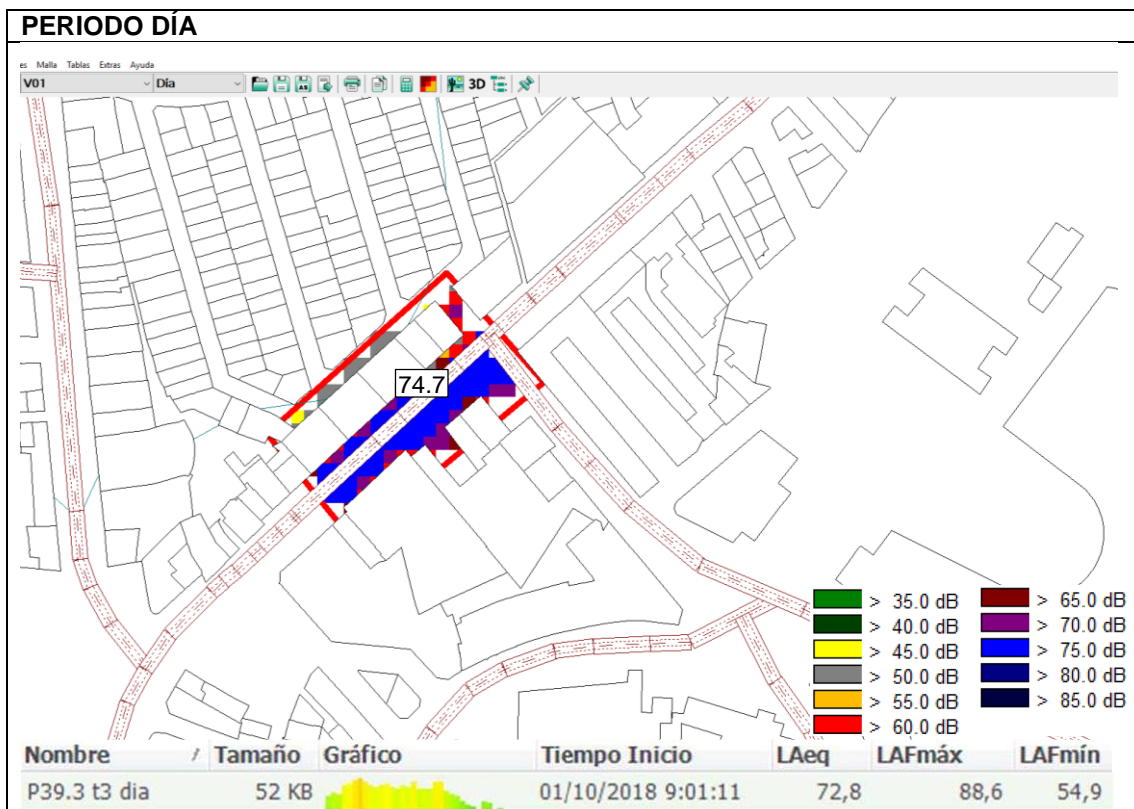 PERIODO DÍA
es Malla Tablas Extras Ayuda
V01 Día AS 3D
74.7
> 35.0 dB > 65.0 dB
> 40.0 dB > 70.0 dB
> 45.0 dB > 75.0 dB
> 50.0 dB > 80.0 dB
> 55.0 dB > 85.0 dB
> 60.0 dB
Nombre / Tamaño Gráfico Tiempo Inicio LAeq LAFmáx LAFmín
P39.3 t3 dia 52 KB 01/10/2018 9:01:11 72,8 88,6 54,9